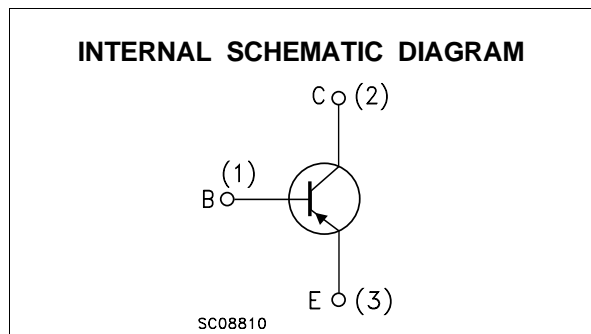 INTERNAL SCHEMATIC DIAGRAM
C (2)
(1)
B
E (3)
SC08810